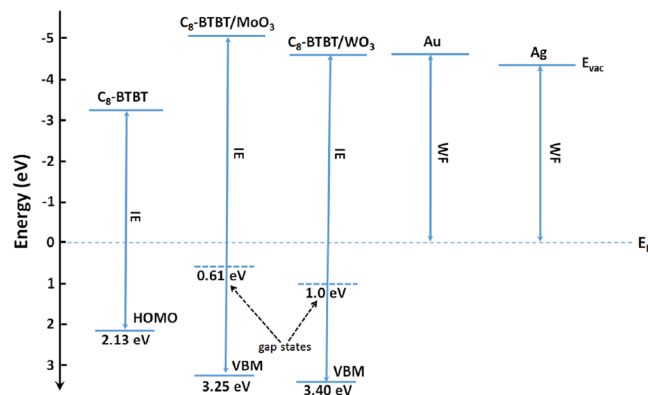 C₈-BTBT/MoO₃
C₈-BTBT/WO₃
Au
Ag
Evac
C₈-BTBT
Energy (eV)
-5
-4
-3
-2
-1
0
1
2
3
IE
IE
IE
WF
WF
0.61 eV
1.0 eV
gap states
HOMO
2.13 eV
VBM
3.25 eV
VBM
3.40 eV